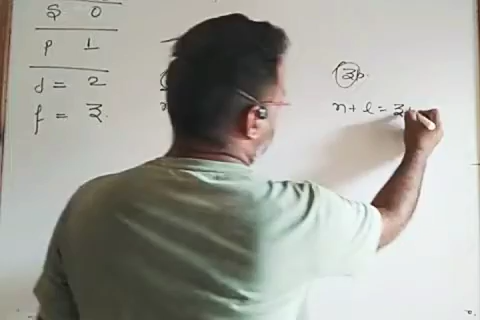 S 0
P 1
d = 2
f = 3.
3p.
n + l = 3 +